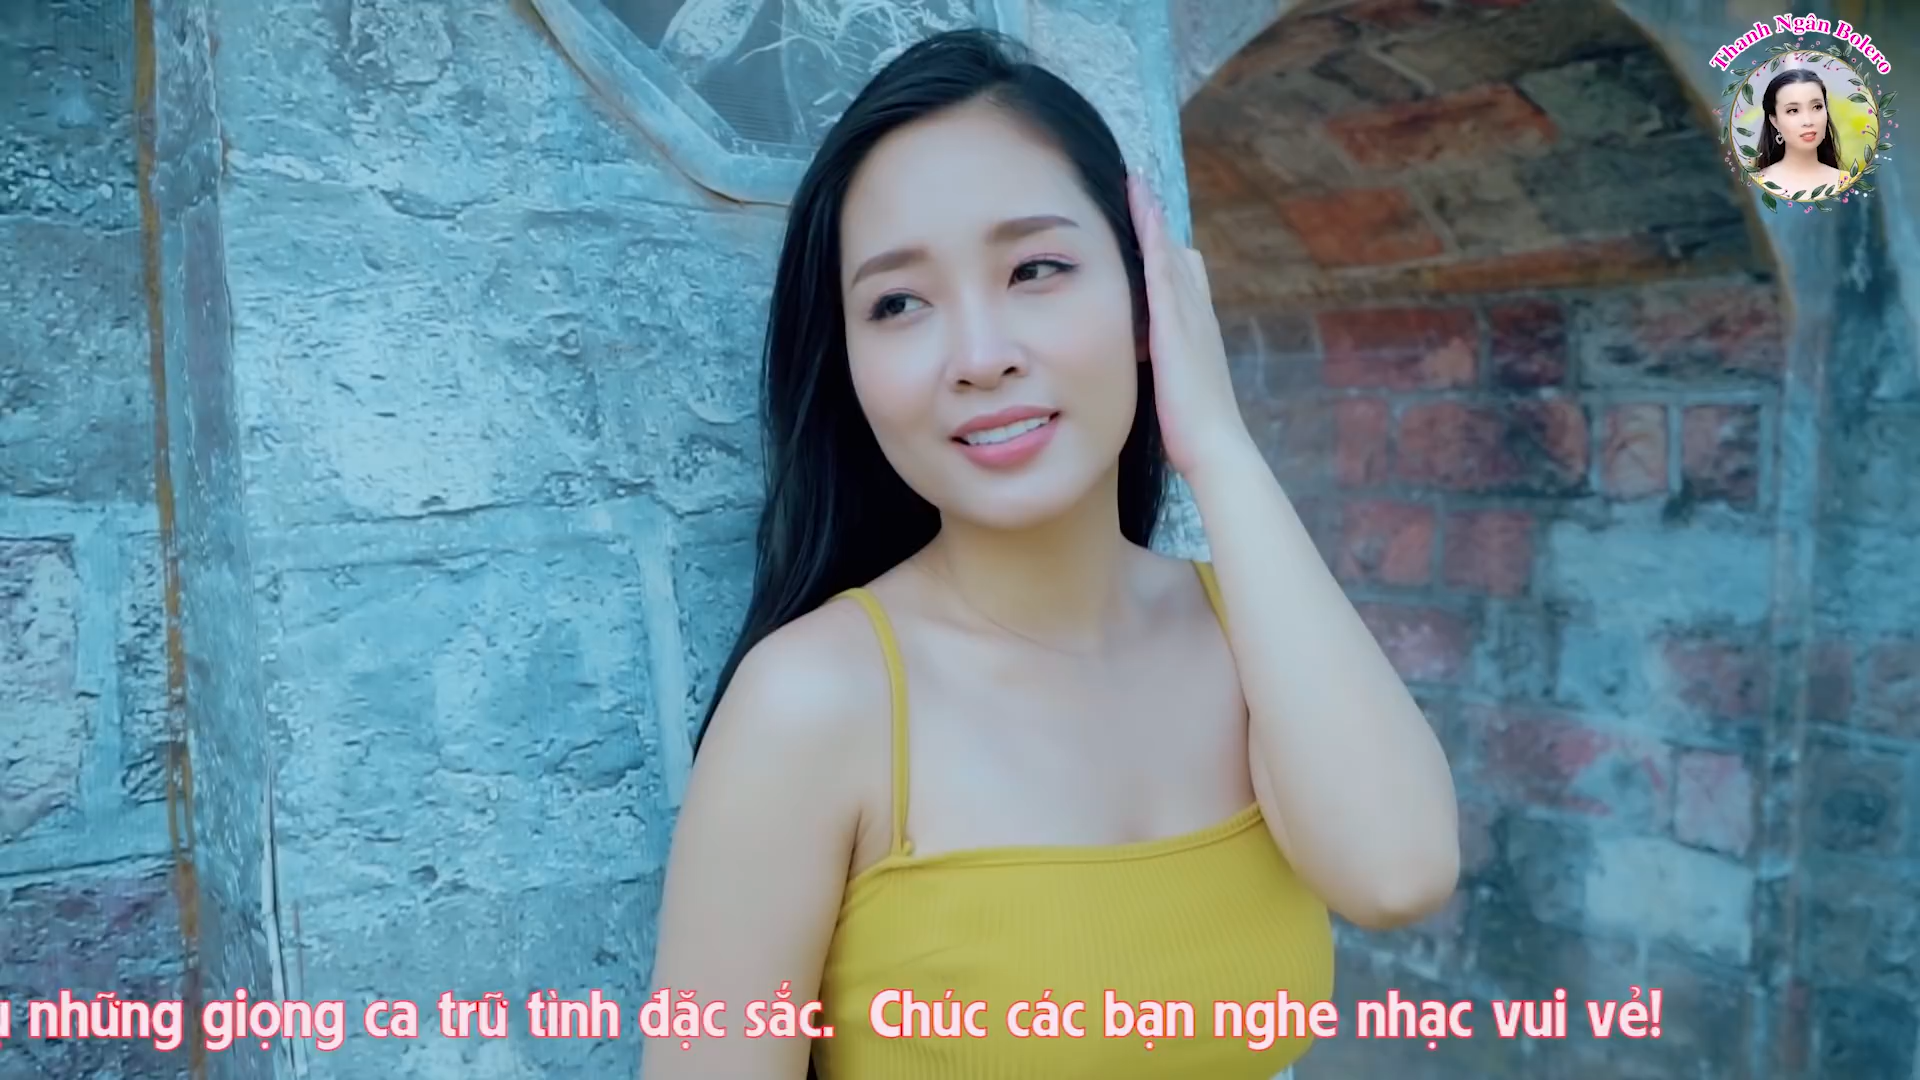 Thanh Ngân Bolero
những giọng ca trữ tình đặc sắc. Chúc các bạn nghe nhạc vui vẻ!